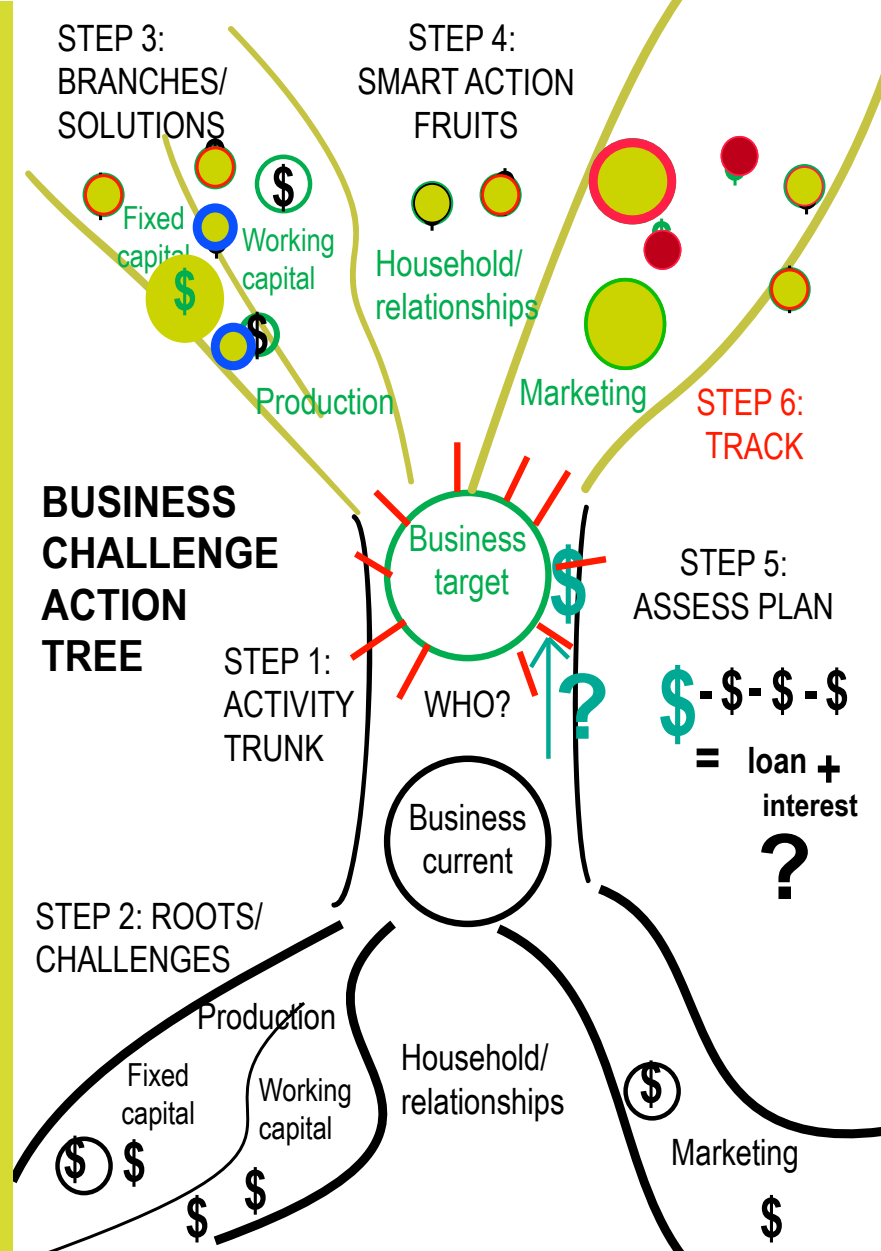 STEP 3:
BRANCHES/
SOLUTIONS
STEP 4:
SMART ACTION
FRUITS
$
Fixed
capital
$
Working
capital
$
Production
Household/
relationships
Marketing
STEP 6:
TRACK
BUSINESS
CHALLENGE
ACTION
TREE
Business
target
$
STEP 1:
ACTIVITY
TRUNK
WHO?
?
STEP 5:
ASSESS PLAN
$ - $ - $ - $
= loan +
interest
?
Business
current
STEP 2: ROOTS/
CHALLENGES
Production
Fixed
capital
$ $
Working
capital
$ $
Household/
relationships
$
Marketing
$